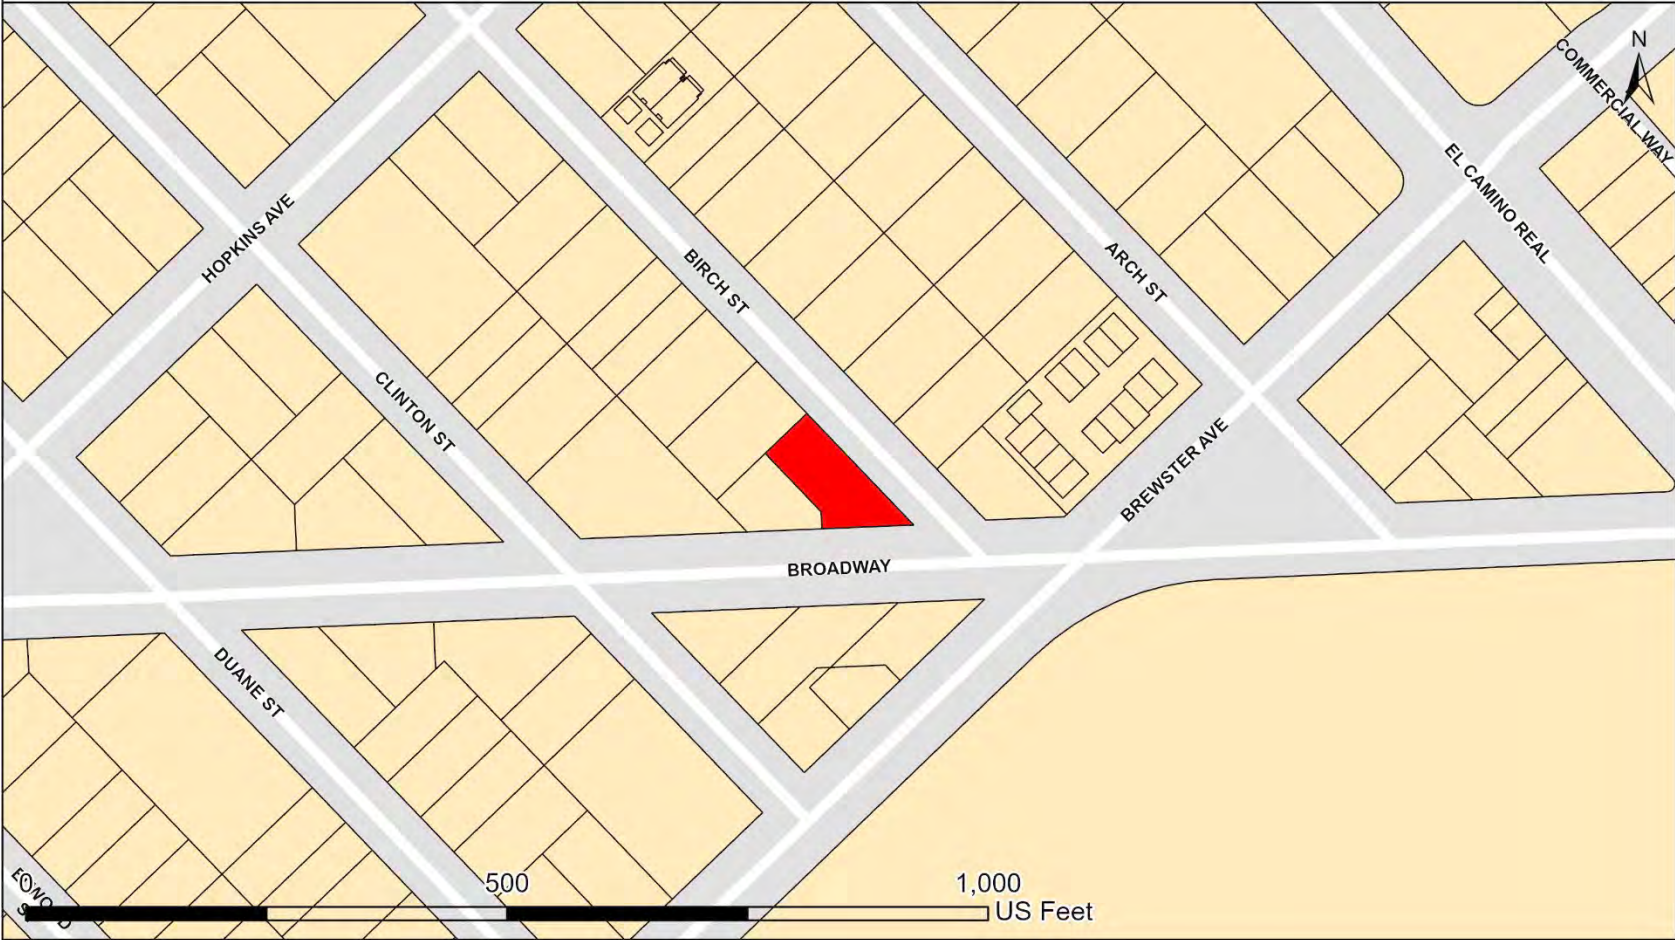 N
COMMERCIAL WAY
EL CAMINO REAL
HOPKINS AVE
BIRCH ST
ARCH ST
CLINTON ST
BREWSTER AVE
BROADWAY
DUANE ST
0
500
1,000
US Feet